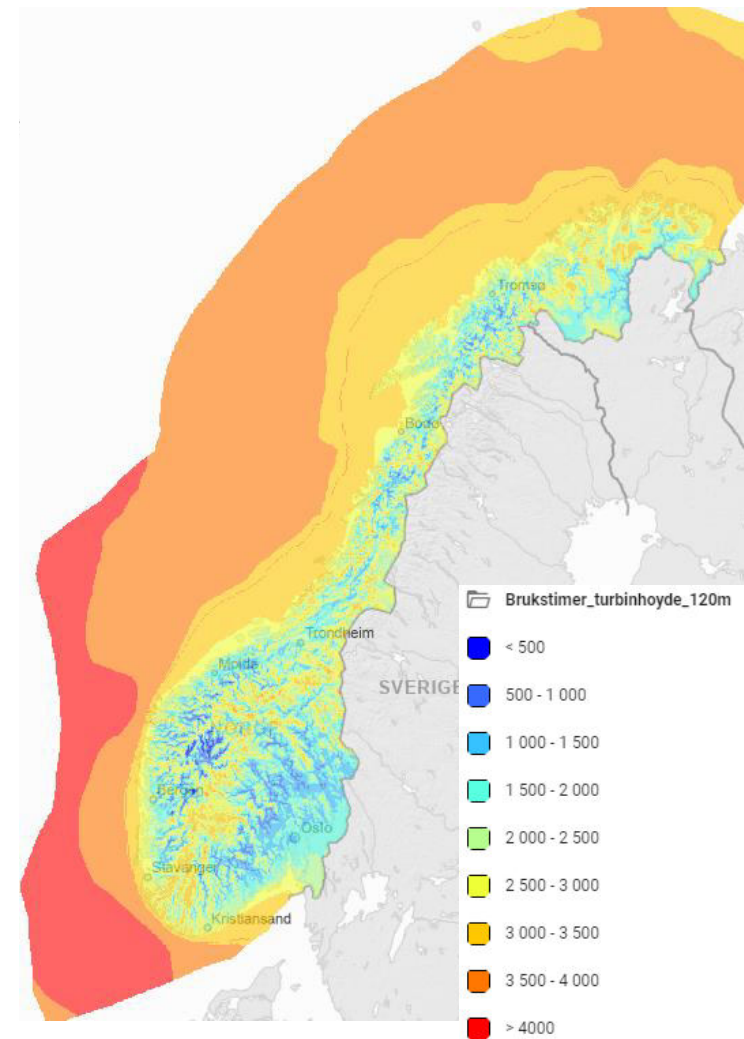 Tromsø
Bodø
Trondheim
Molde
SVERIGE
NORGE
Bergen
Oslo
Stavanger
Kristiansand
Brukstimer_turbinhoyde_120m
< 500
500 - 1 000
1 000 - 1 500
1 500 - 2 000
2 000 - 2 500
2 500 - 3 000
3 000 - 3 500
3 500 - 4 000
> 4000